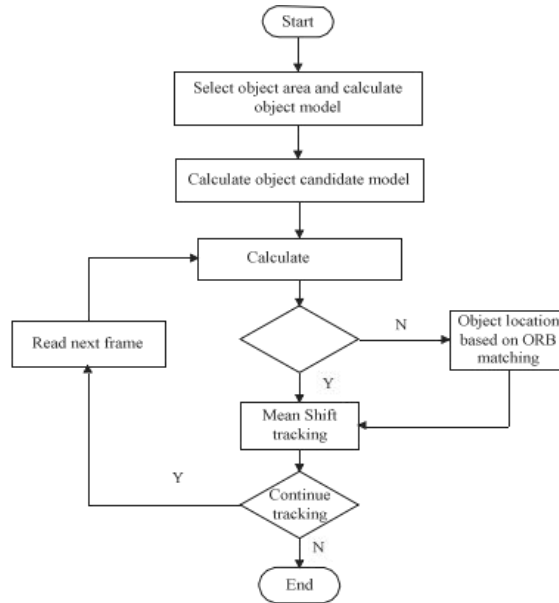 Start
Select object area and calculate
object model
Calculate object candidate model
Calculate
N
Object location
based on ORB
matching
Read next frame
Y
Mean Shift
tracking
Y
Continue
tracking
N
End